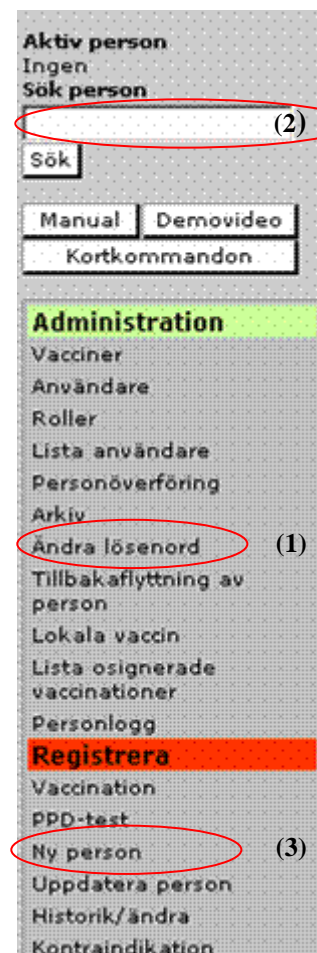 Aktiv person
Ingen
Sök person
(2)
Sök
Manual Demovideo
Kortkommandon
Administration
Vacciner
Användare
Roller
Lista användare
Personöverföring
Arkiv
Ändra lösenord (1)
Tillbakaflyttning av
person
Lokala vaccin
Lista osignerade
vaccinationer
Personlogg
Registrera
Vaccination
PPD-test
Ny person (3)
Uppdatera person
Historik/ändra
Kontraindikation